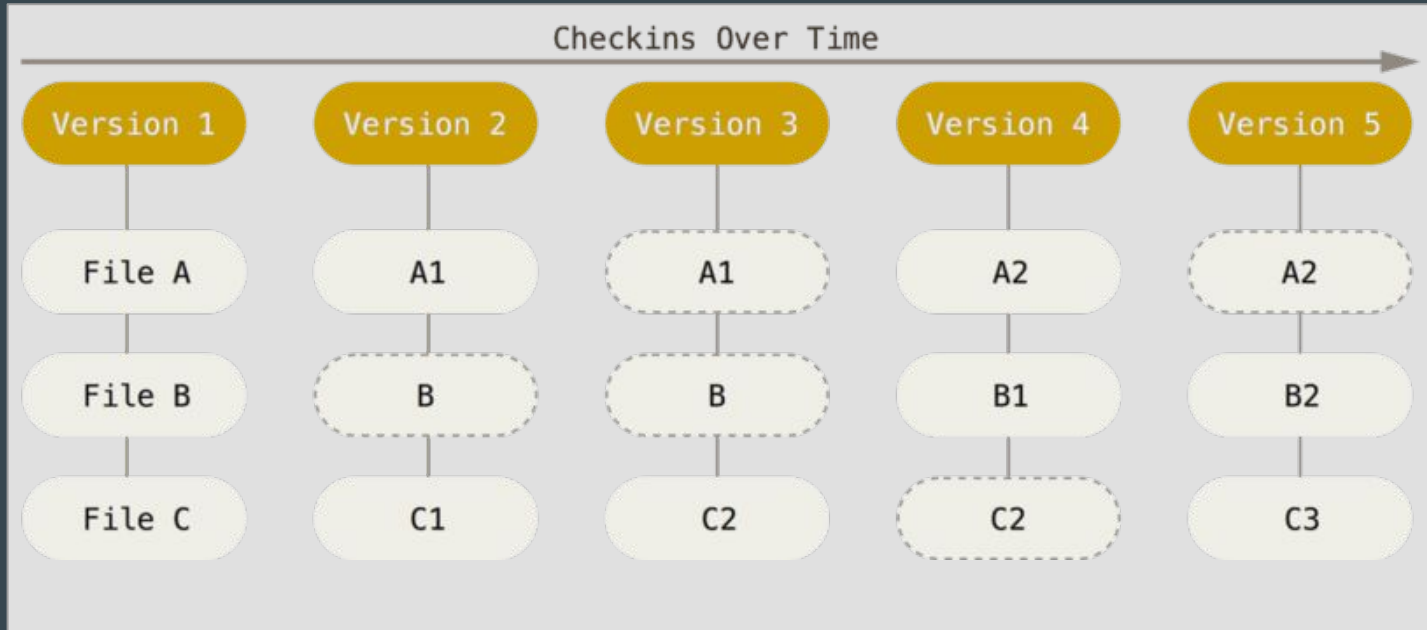 Checkins Over Time
Version 1 Version 2 Version 3 Version 4 Version 5
File A A1 A1 A2 A2
File B B B B1 B2
File C C1 C2 C2 C3